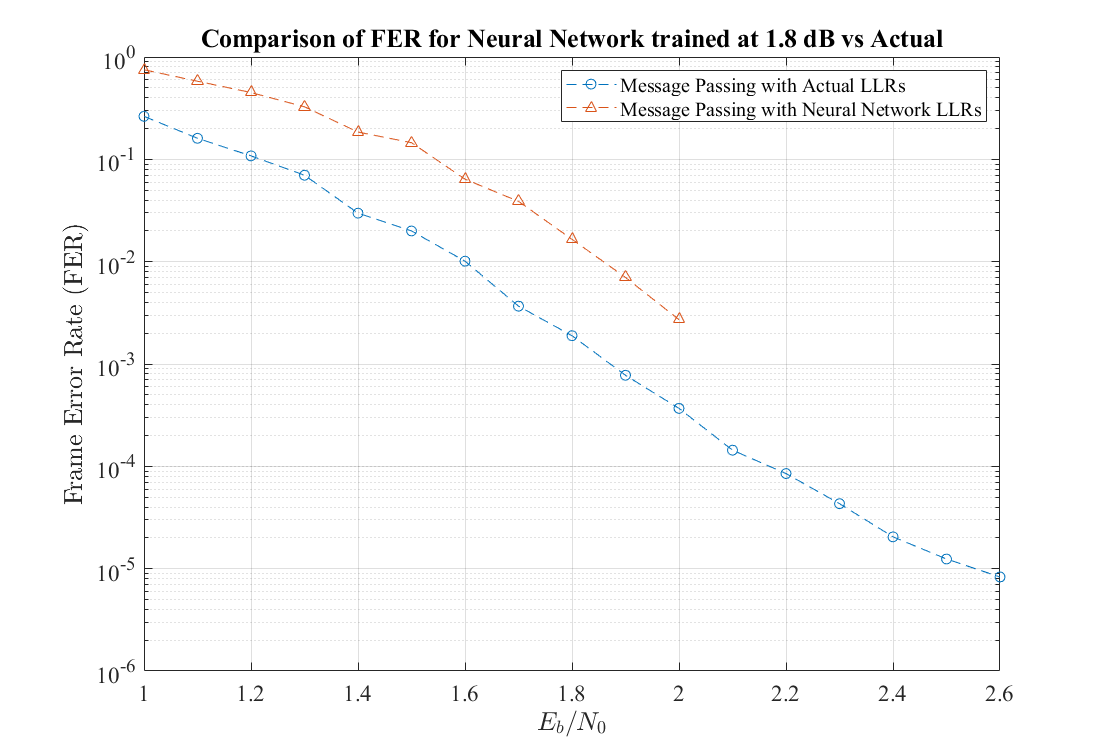 Comparison of FER for Neural Network trained at 1.8 dB vs Actual
Message Passing with Actual LLRs
Message Passing with Neural Network LLRs
Frame Error Rate (FER)
10^0
10^-1
10^-2
10^-3
10^-4
10^-5
10^-6
1 1.2 1.4 1.6 1.8 2 2.2 2.4 2.6
E_b/N_0